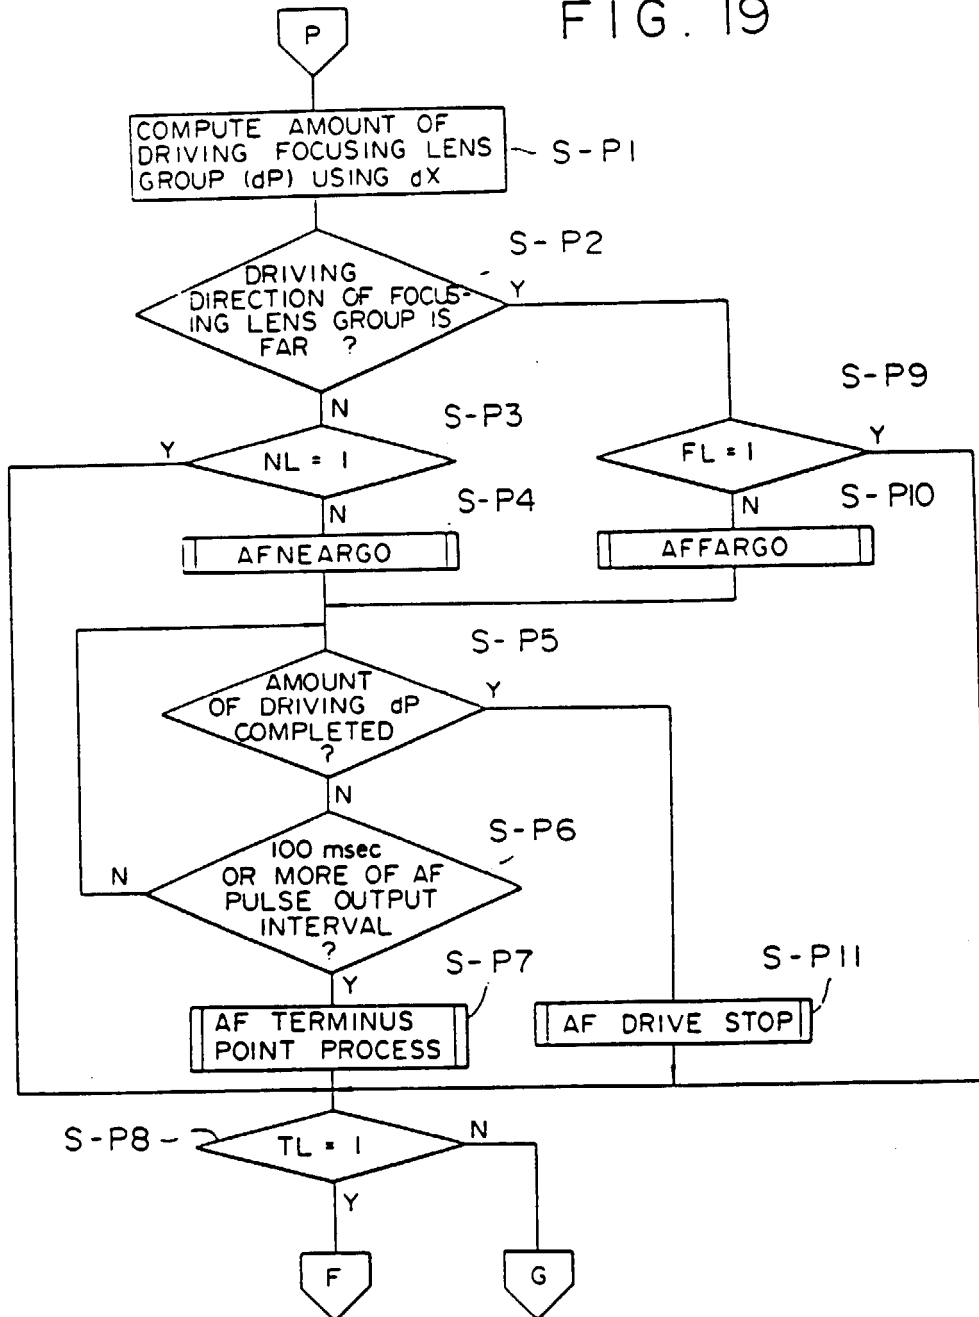 FIG. 19
P
COMPUTE AMOUNT OF
DRIVING FOCUSING LENS
GROUP (dP) USING dX
S-P1
S-P2
DRIVING
DIRECTION OF FOCUS-
ING LENS GROUP IS
FAR ?
Y
N
S-P9
S-P3
Y
NL = 1
N
FL = 1
Y
N
S-P4
S-P10
AFNEARGO
AFFARGO
S-P5
AMOUNT
OF DRIVING dP
COMPLETED
?
Y
N
S-P6
100 msec
OR MORE OF AF
PULSE OUTPUT
INTERVAL
?
N
Y
S-P7
S-P11
AF TERMINUS
POINT PROCESS
AF DRIVE STOP
S-P8
TL = 1
N
Y
F
G